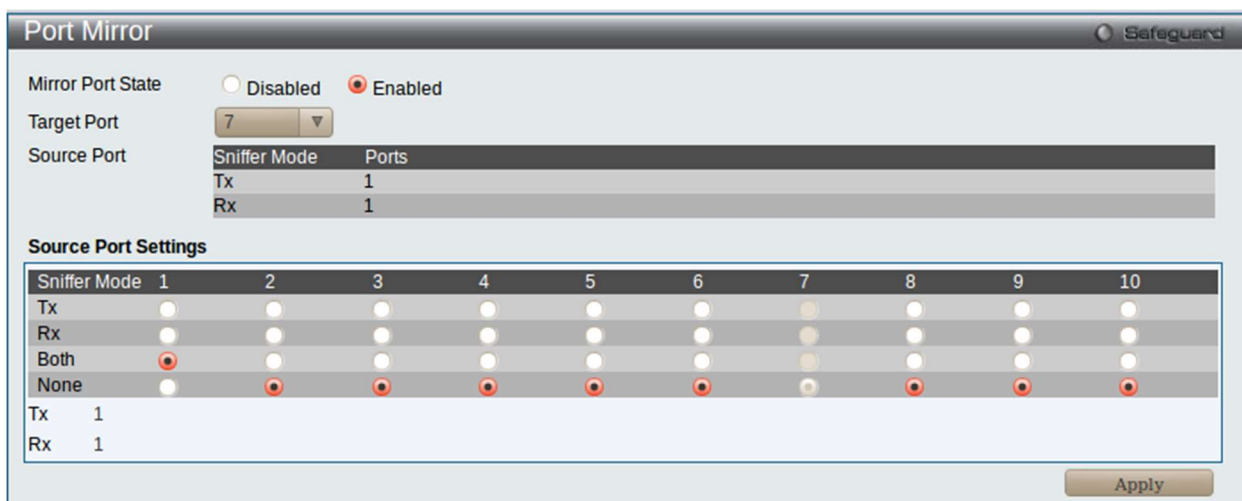 Port Mirror Safeguard
Mirror Port State Disabled Enabled
Target Port 7
Source Port Sniffer Mode Ports
Tx 1
Rx 1
Source Port Settings
Sniffer Mode 1 2 3 4 5 6 7 8 9 10
Tx
Rx
Both
None
Tx 1
Rx 1
Apply